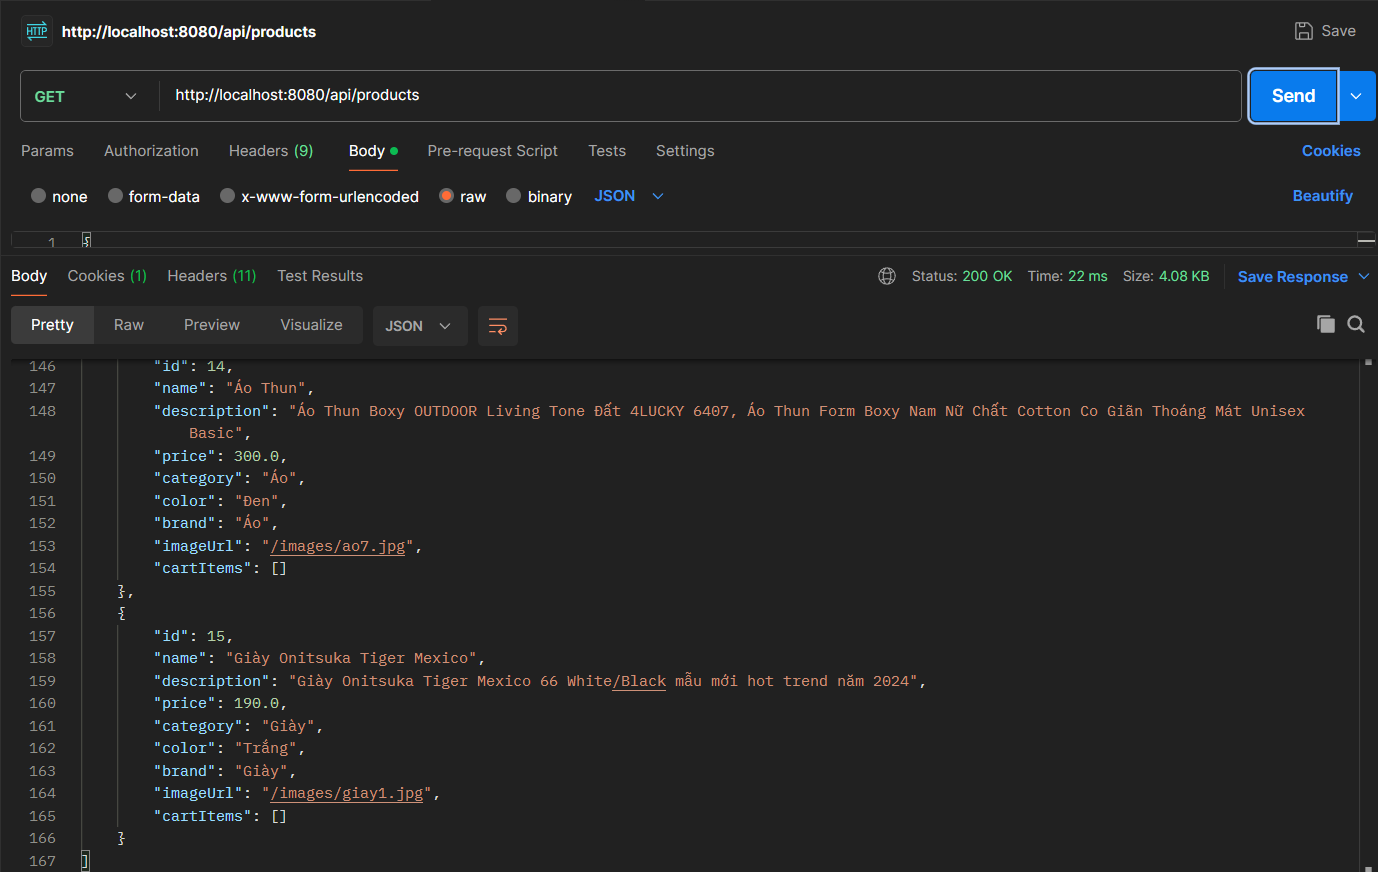 HTTP http://localhost:8080/api/products Save
GET http://localhost:8080/api/products Send
Params Authorization Headers (9) Body Pre-request Script Tests Settings Cookies
none form-data x-www-form-urlencoded raw binary JSON Beautify
1 {
Body Cookies (1) Headers (11) Test Results Status: 200 OK Time: 22 ms Size: 4.08 KB Save Response
Pretty Raw Preview Visualize JSON
146 "id": 14,
147 "name": "Áo Thun",
148 "description": "Áo Thun Boxy OUTDOOR Living Tone Đất 4LUCKY 6407, Áo Thun Form Boxy Nam Nữ Chất Cotton Co Giãn Thoáng Mát Unisex
Basic",
149 "price": 300.0,
150 "category": "Áo",
151 "color": "Đen",
152 "brand": "Áo",
153 "imageUrl": "/images/ao7.jpg",
154 "cartItems": []
155 },
156 {
157 "id": 15,
158 "name": "Giày Onitsuka Tiger Mexico",
159 "description": "Giày Onitsuka Tiger Mexico 66 White/Black mẫu mới hot trend năm 2024",
160 "price": 190.0,
161 "category": "Giày",
162 "color": "Trắng",
163 "brand": "Giày",
164 "imageUrl": "/images/giay1.jpg",
165 "cartItems": []
166 }
167 ]